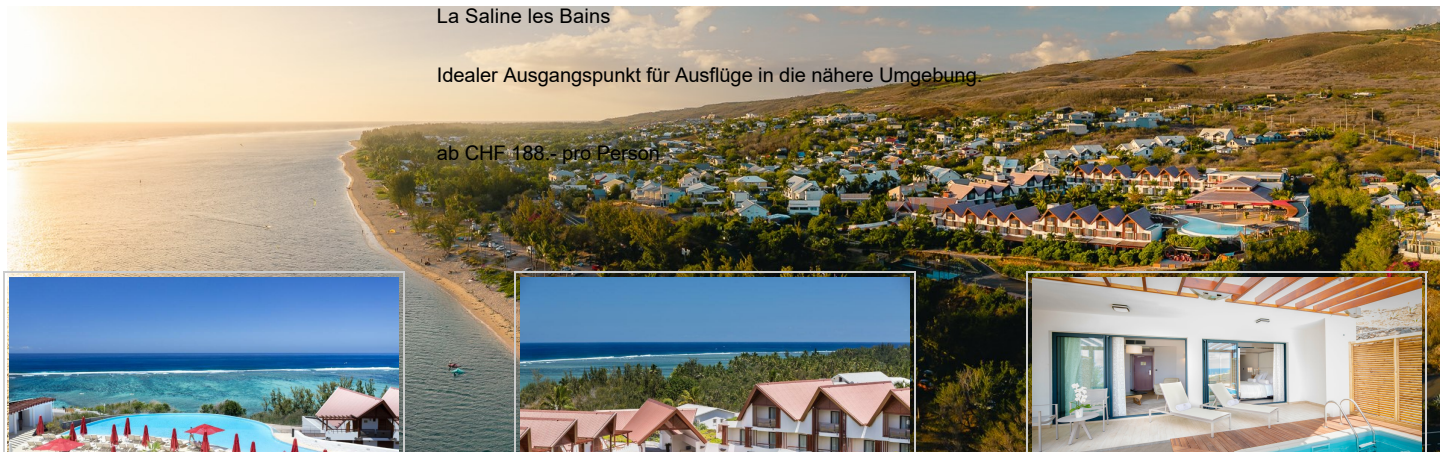 La Saline les Bains
Idealer Ausgangspunkt für Ausflüge in die nähere Umgebung.
ab CHF 188.- pro Person